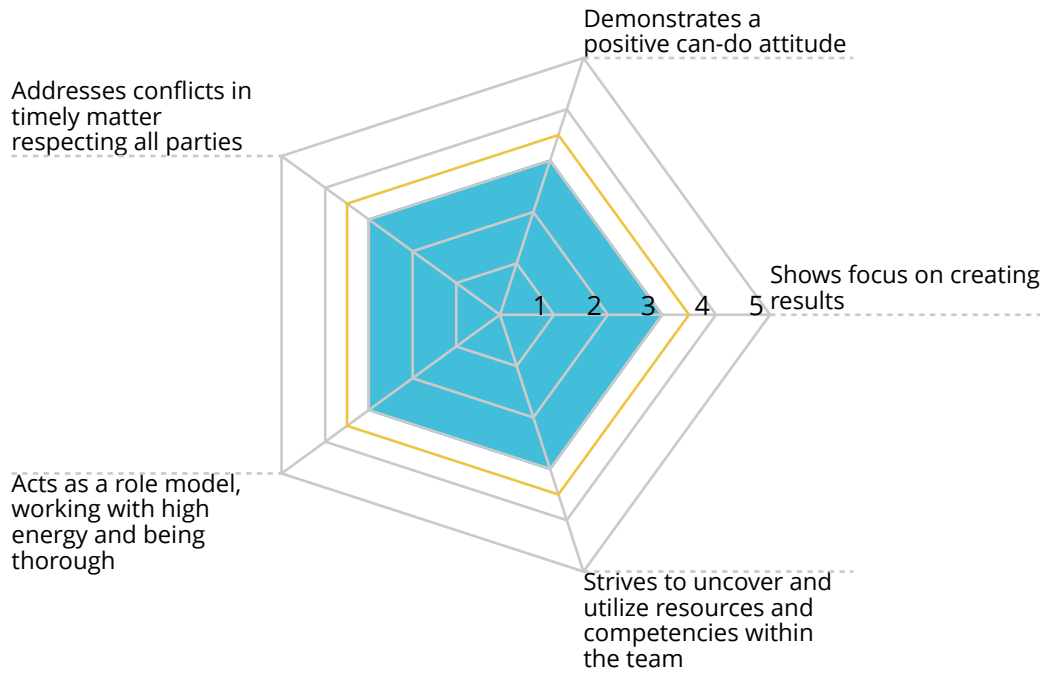 Demonstrates a
positive can-do attitude
Addresses conflicts in
timely matter
respecting all parties
Shows focus on creating
results
1 2 3 4 5
Acts as a role model,
working with high
energy and being
thorough
Strives to uncover and
utilize resources and
competencies within
the team